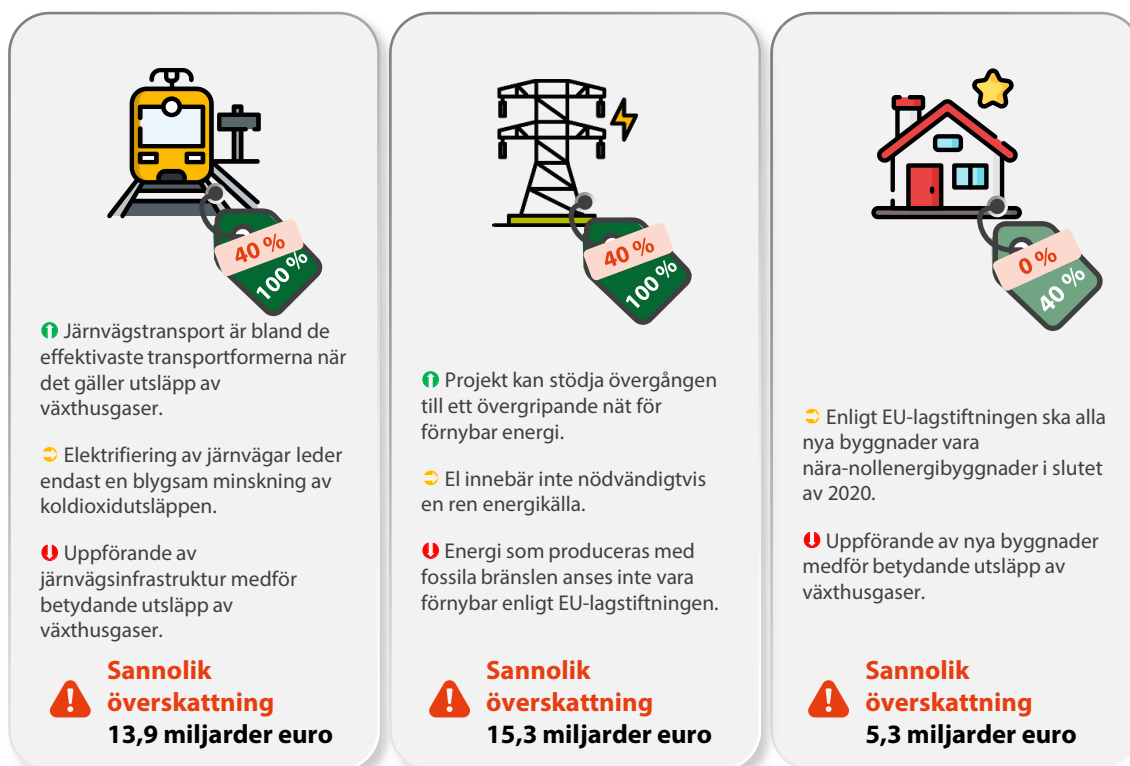 40 %
100 %
Järnvägstransport är bland de
effektivaste transportformerna när
det gäller utsläpp av
växthusgaser.
Elektrifiering av järnvägar leder
endast en blygsam minskning av
koldioxidutsläppen.
Uppförande av
järnvägsinfrastruktur medför
betydande utsläpp av
växthusgaser.
Sannolik
överskattning
13,9 miljarder euro
40 %
100 %
Projekt kan stödja övergången
till ett övergripande nät för
förnybar energi.
El innebär inte nödvändigtvis
en ren energikälla.
Energi som produceras med
fossila bränslen anses inte vara
förnybar enligt EU-lagstiftningen.
Sannolik
överskattning
15,3 miljarder euro
0 %
40 %
Enligt EU-lagstiftningen ska alla
nya byggnader vara
nära-nollenergibyggnader i slutet
av 2020.
Uppförande av nya byggnader
medför betydande utsläpp av
växthusgaser.
Sannolik
överskattning
5,3 miljarder euro